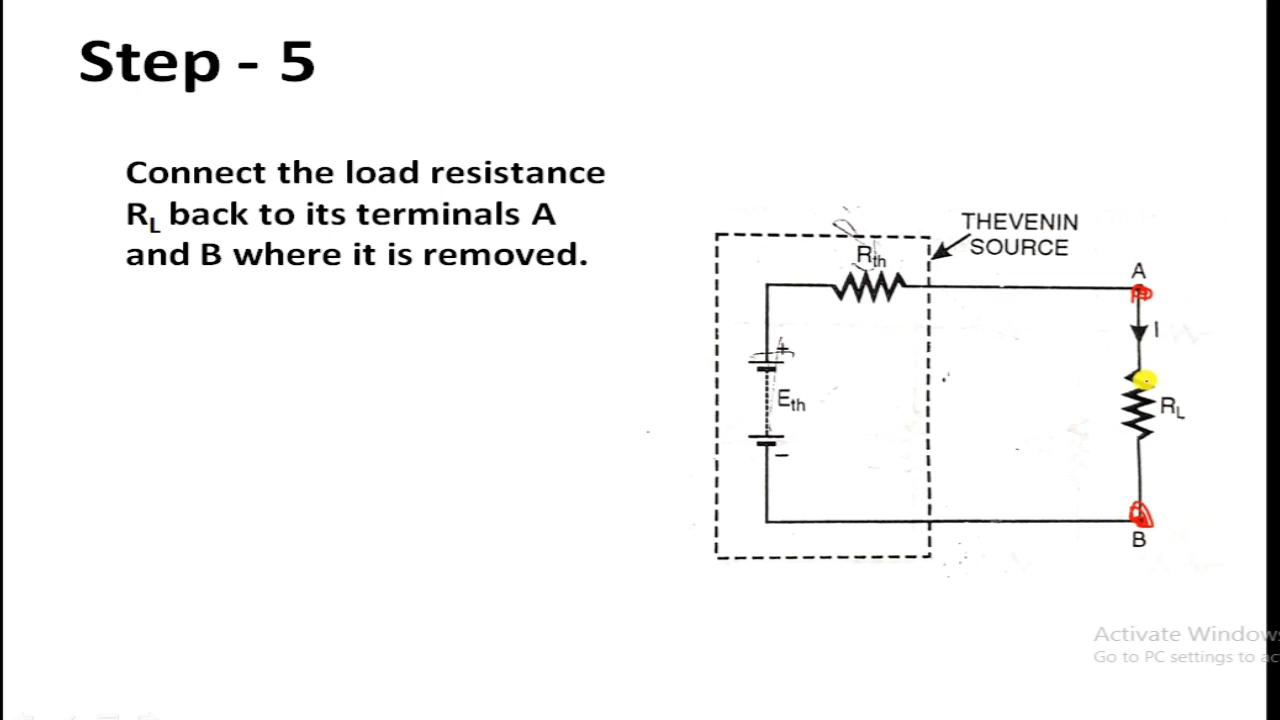 Step - 5
Connect the load resistance
RL back to its terminals A
and B where it is removed.
THEVENIN
SOURCE
Rth
A
I
+
Eth
RL
−
B
Activate Windows
Go to PC settings to